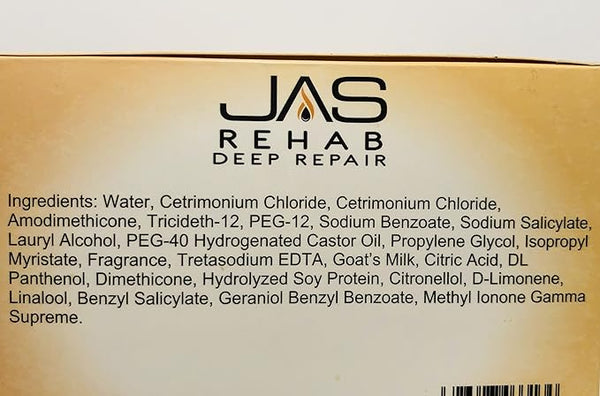 JAS
REHAB
DEEP REPAIR
Ingredients: Water, Cetrimonium Chloride, Cetrimonium Chloride,
Amodimethicone, Tricideth-12, PEG-12, Sodium Benzoate, Sodium Salicylate,
Lauryl Alcohol, PEG-40 Hydrogenated Castor Oil, Propylene Glycol, Isopropyl
Myristate, Fragrance, Tretasodium EDTA, Goat's Milk, Citric Acid, DL
Panthenol, Dimethicone, Hydrolyzed Soy Protein, Citronellol, D-Limonene,
Linalool, Benzyl Salicylate, Geraniol Benzyl Benzoate, Methyl Ionone Gamma
Supreme.